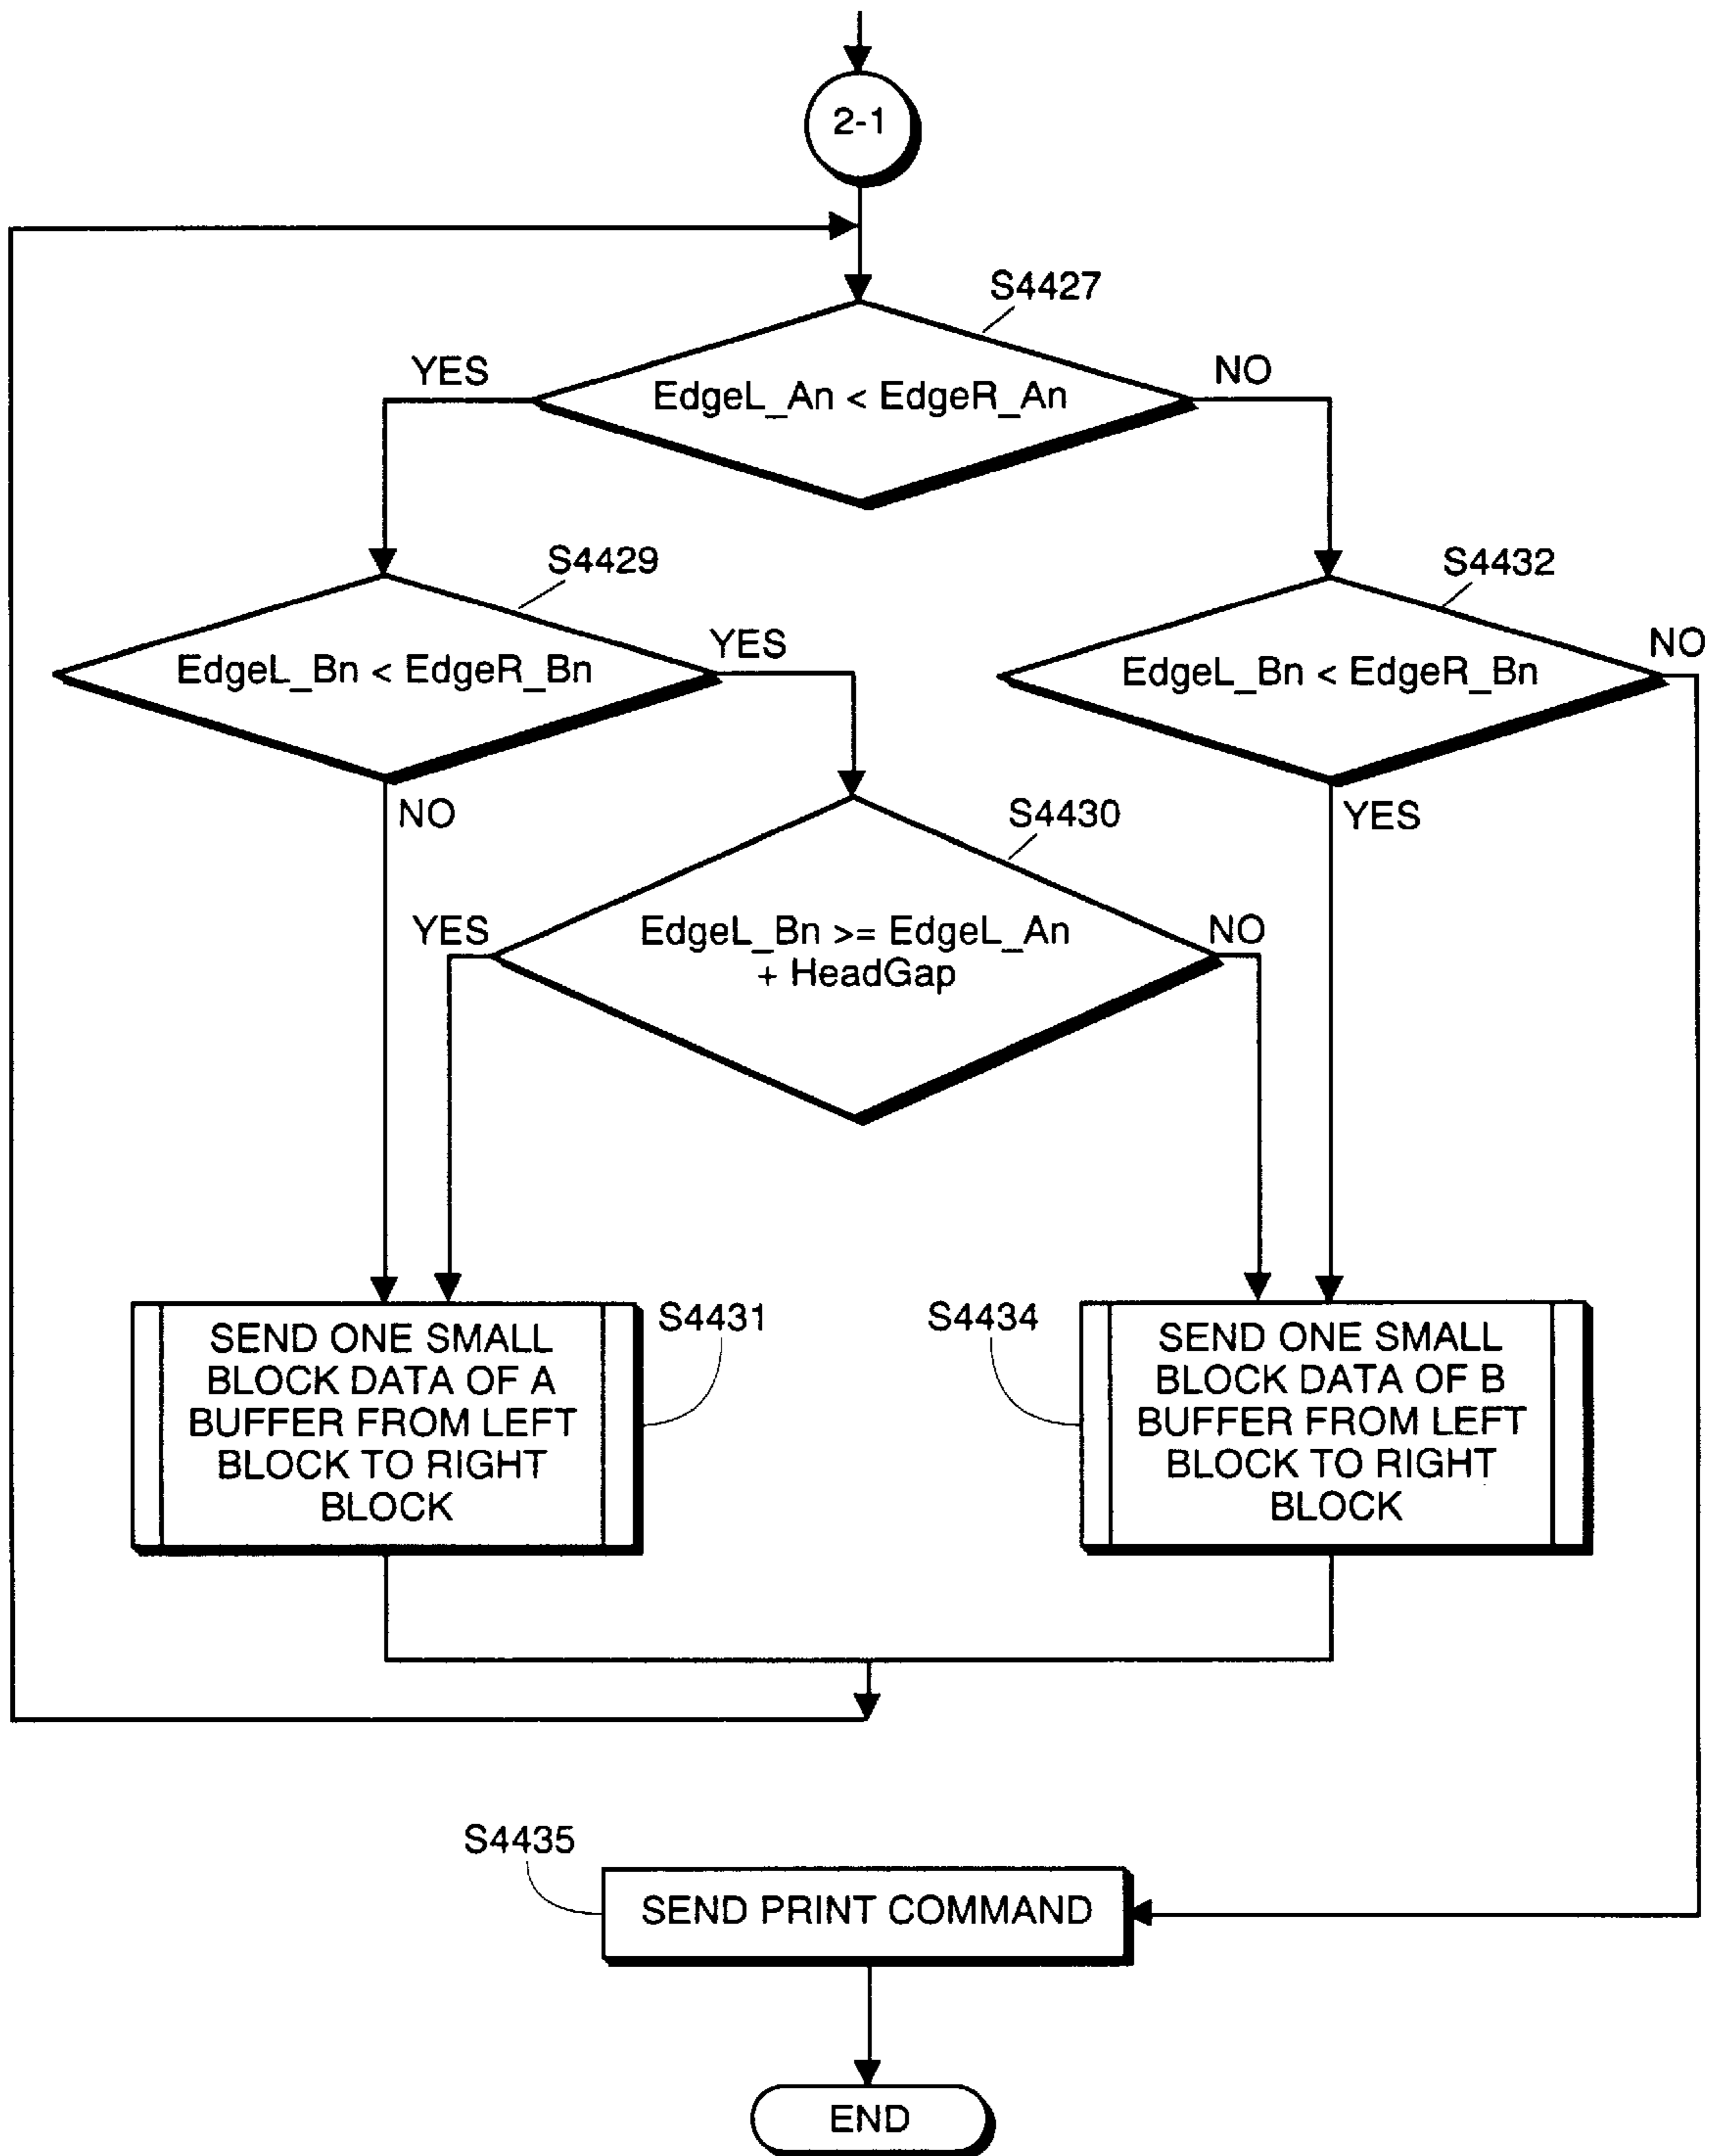 2-1
S4427
YES
NO
EdgeL_An < EdgeR_An
S4429
S4432
YES
NO
EdgeL_Bn < EdgeR_Bn
EdgeL_Bn < EdgeR_Bn
NO
S4430
YES
YES
EdgeL_Bn >= EdgeL_An
+ HeadGap
NO
SEND ONE SMALL
BLOCK DATA OF A
BUFFER FROM LEFT
BLOCK TO RIGHT
BLOCK
S4431
S4434
SEND ONE SMALL
BLOCK DATA OF B
BUFFER FROM LEFT
BLOCK TO RIGHT
BLOCK
S4435
SEND PRINT COMMAND
END